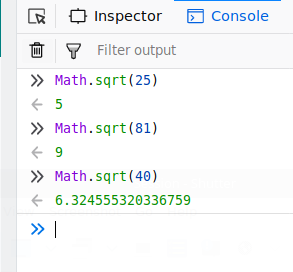 Inspector Console
Filter output
Math.sqrt(25)
5
Math.sqrt(81)
9
Math.sqrt(40)
6.324555320336759